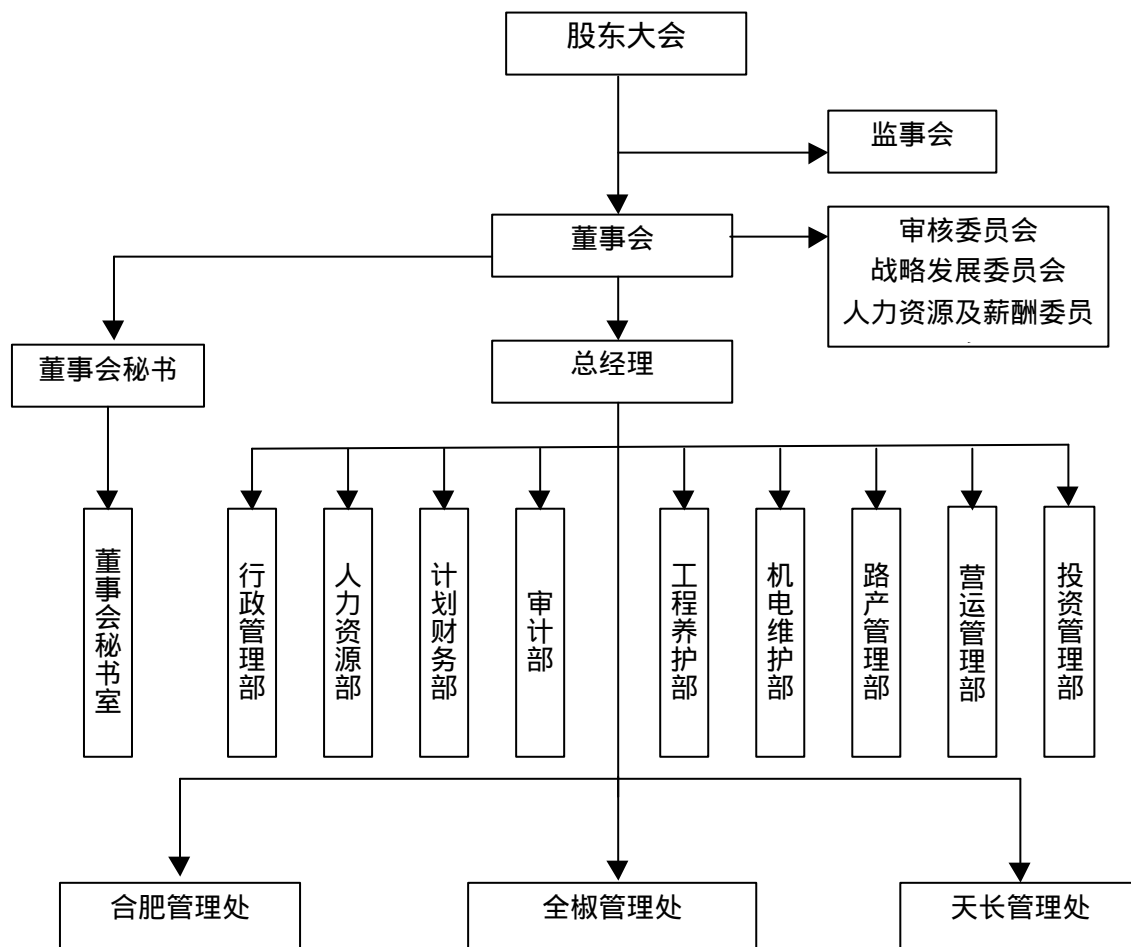 股东大会
监事会
董事会
审核委员会
战略发展委员会
人力资源及薪酬委员
董事会秘书
总经理
董事会秘书室
行政管理部
人力资源部
计划财务部
审计部
工程养护部
机电维护部
路产管理部
营运管理部
投资管理部
合肥管理处
全椒管理处
天长管理处